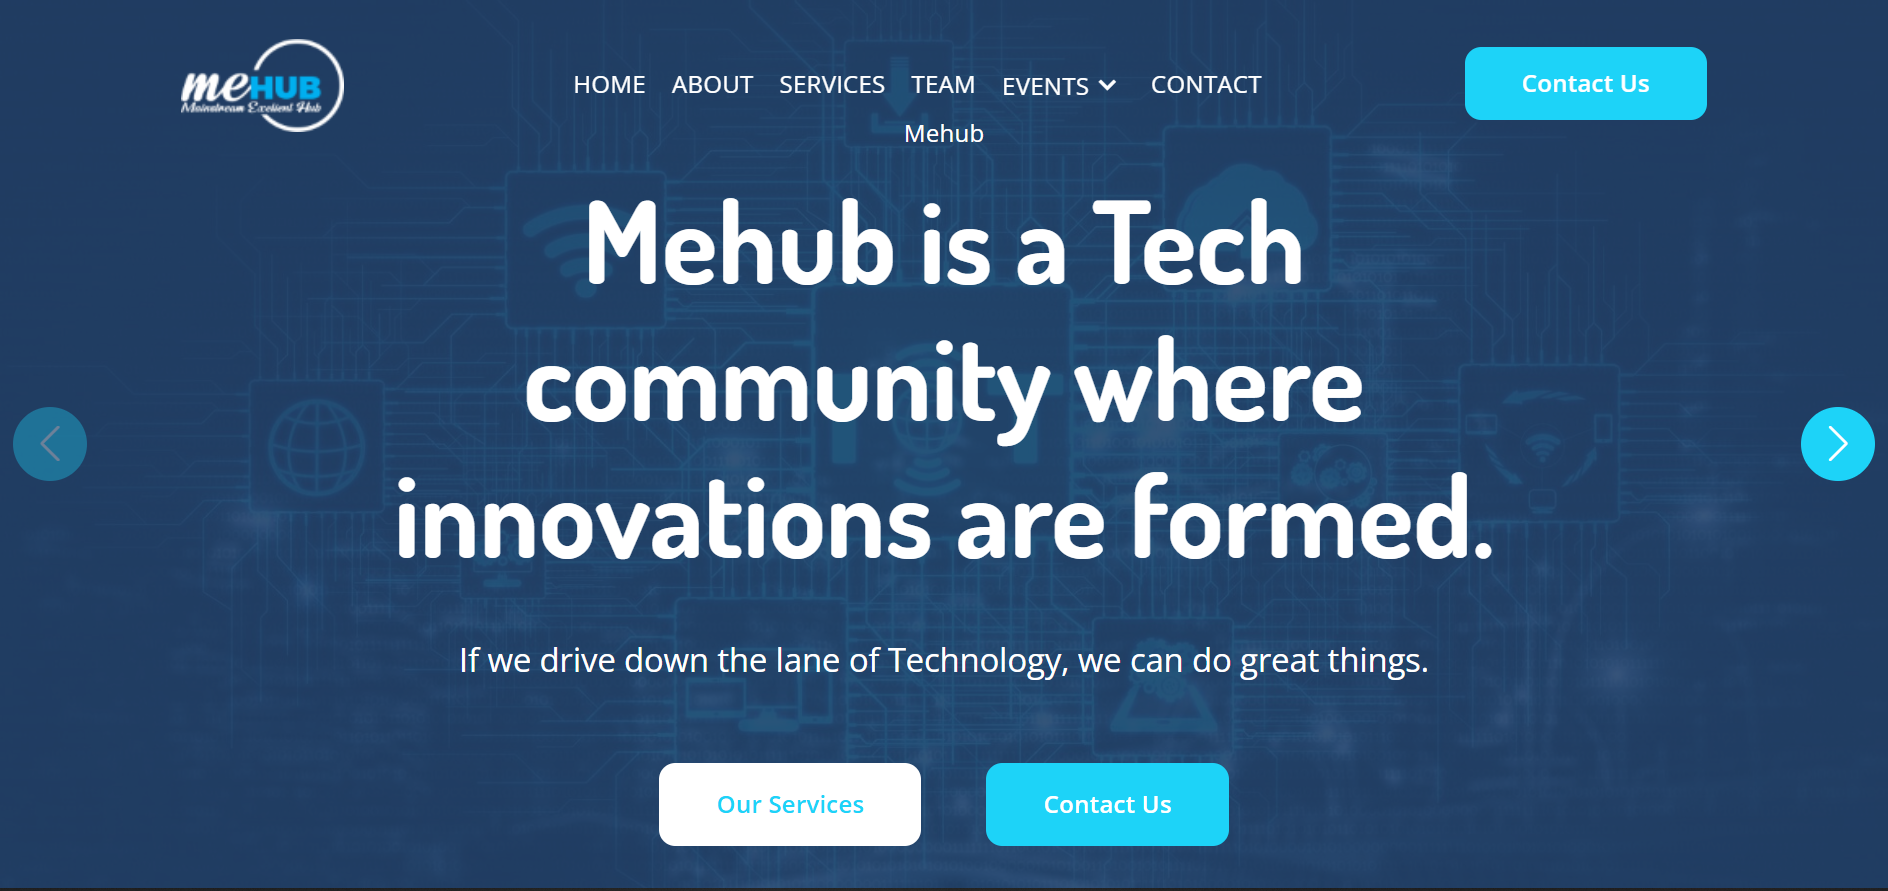 meHUB
Mainstream Exellent Hub
HOME ABOUT SERVICES TEAM EVENTS CONTACT
Contact Us
Mehub
Mehub is a Tech
community where
innovations are formed.
If we drive down the lane of Technology, we can do great things.
Our Services
Contact Us